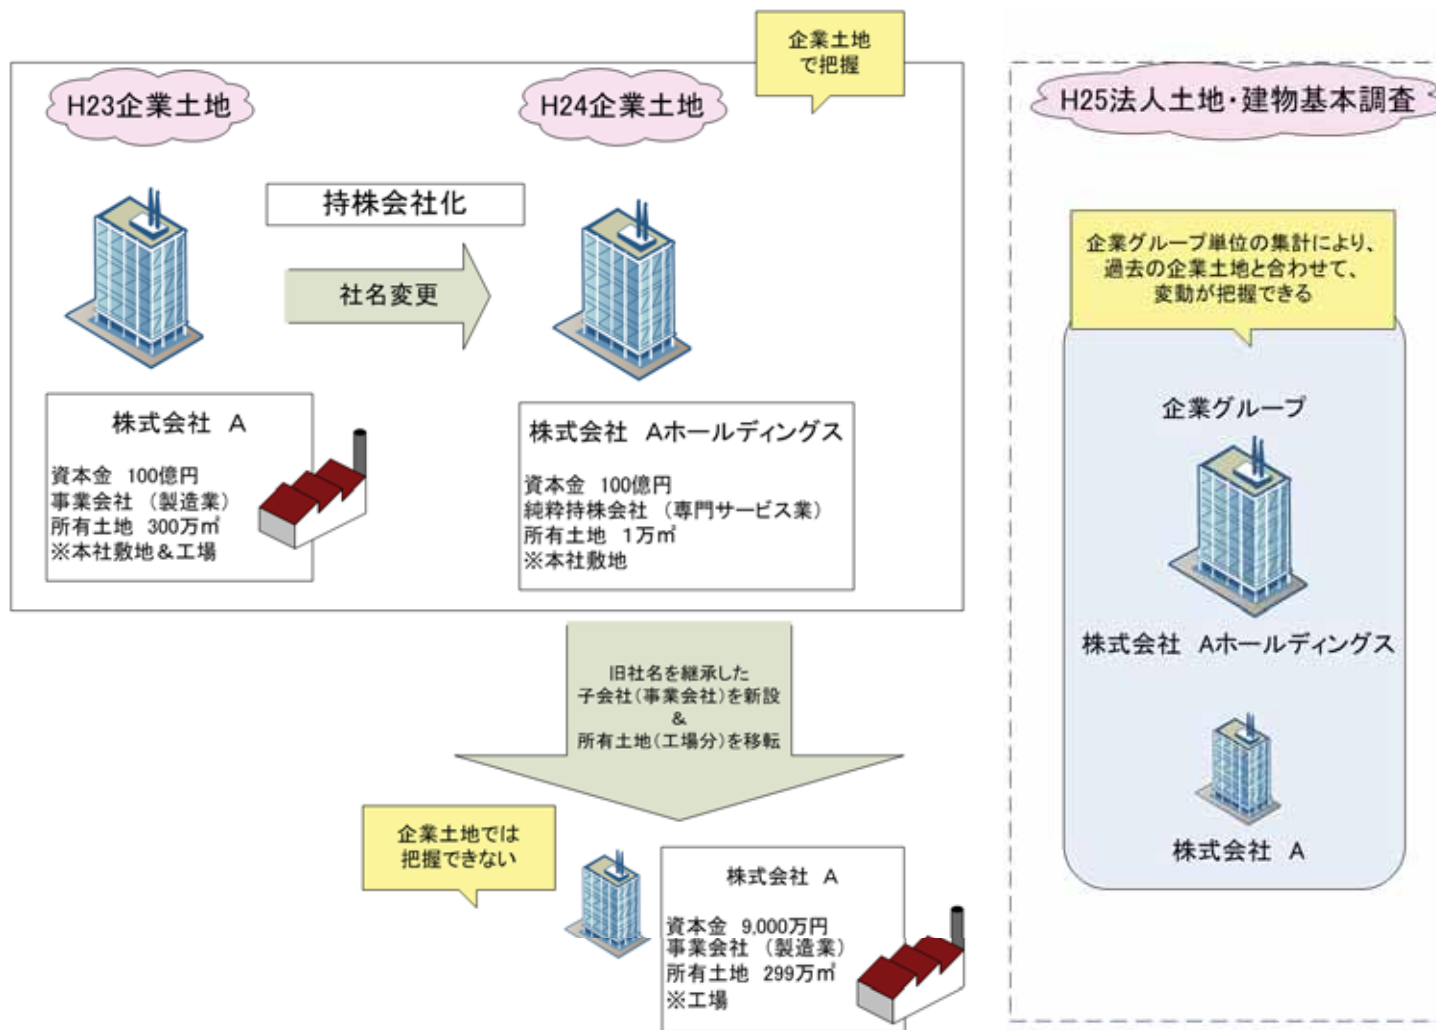 企業土地
で把握
H23企業土地
H24企業土地
持株会社化
社名変更
株式会社 A
資本金 100億円
事業会社 (製造業)
所有土地 300万㎡
※本社敷地&工場
株式会社 Aホールディングス
資本金 100億円
純粋持株会社 (専門サービス業)
所有土地 1万㎡
※本社敷地
旧社名を継承した
子会社(事業会社)を新設
&
所有土地(工場分)を移転
企業土地では
把握できない
株式会社 A
資本金 9,000万円
事業会社 (製造業)
所有土地 299万㎡
※工場
H25法人土地・建物基本調査
企業グループ単位の集計により、
過去の企業土地と合わせて、
変動が把握できる
企業グループ
株式会社 Aホールディングス
株式会社 A